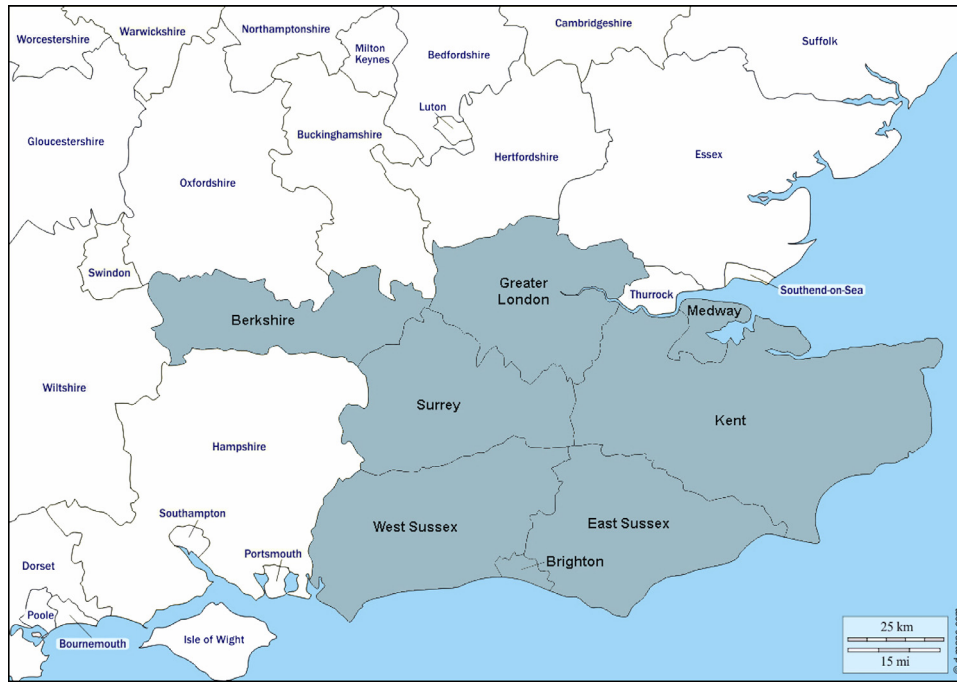 Worcestershire
Warwickshire
Northamptonshire
Milton
Keynes
Bedfordshire
Cambridgeshire
Suffolk
Luton
Gloucestershire
Buckinghamshire
Oxfordshire
Hertfordshire
Essex
Swindon
Greater
London
Thurrock
Southend-on-Sea
Berkshire
Medway
Wiltshire
Surrey
Kent
Hampshire
Southampton
West Sussex
East Sussex
Portsmouth
Brighton
Dorset
Poole
Bournemouth
Isle of Wight
25 km
15 mi